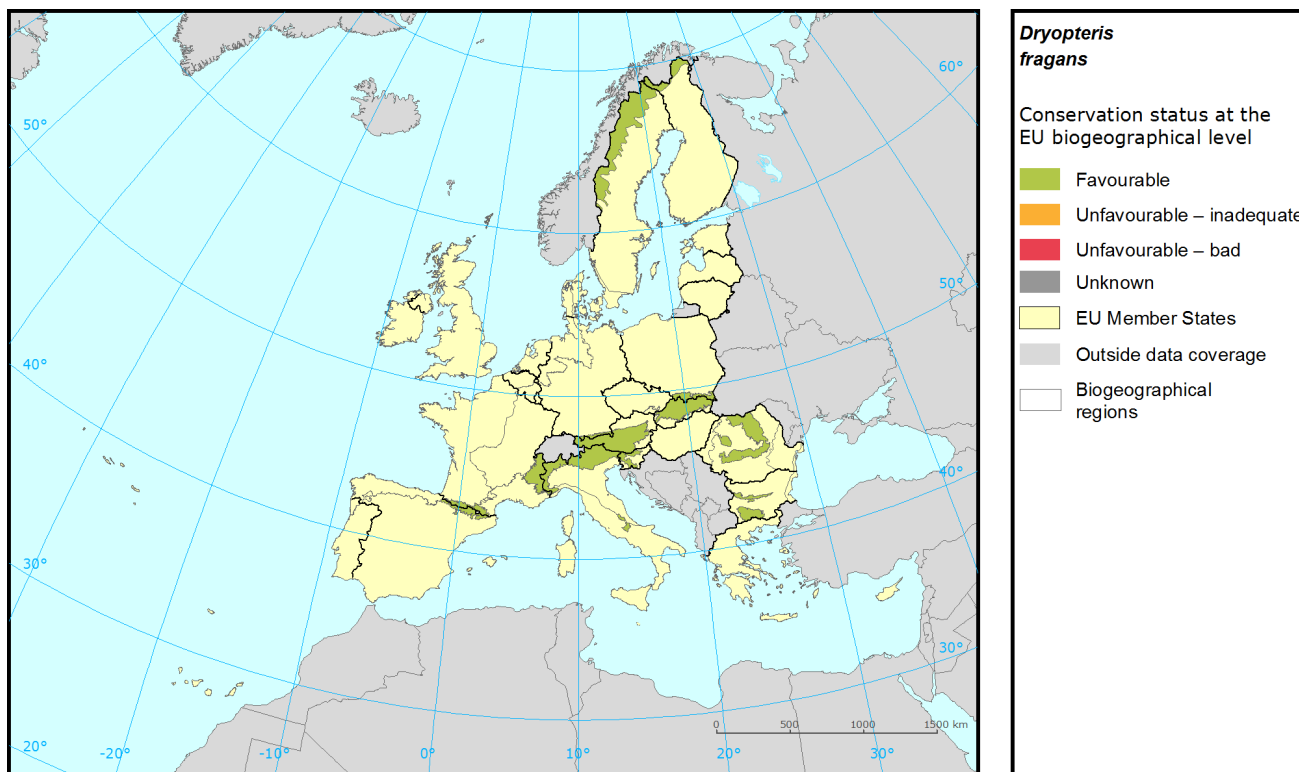 Dryopteris
fragans
Conservation status at the
EU biogeographical level
Favourable
Unfavourable – inadequate
Unfavourable – bad
Unknown
EU Member States
Outside data coverage
Biogeographical
regions
60°
50°
50°
40°
40°
30°
30°
20°
-20°
-10°
0°
10°
20°
30°
0 500 1000 1500 km